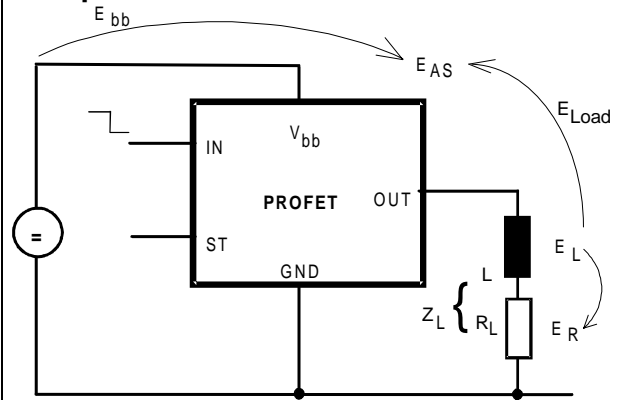 E bb
E AS
E Load
V bb
IN
PROFET
OUT
=
ST
GND
L
E L
Z L { R L
E R